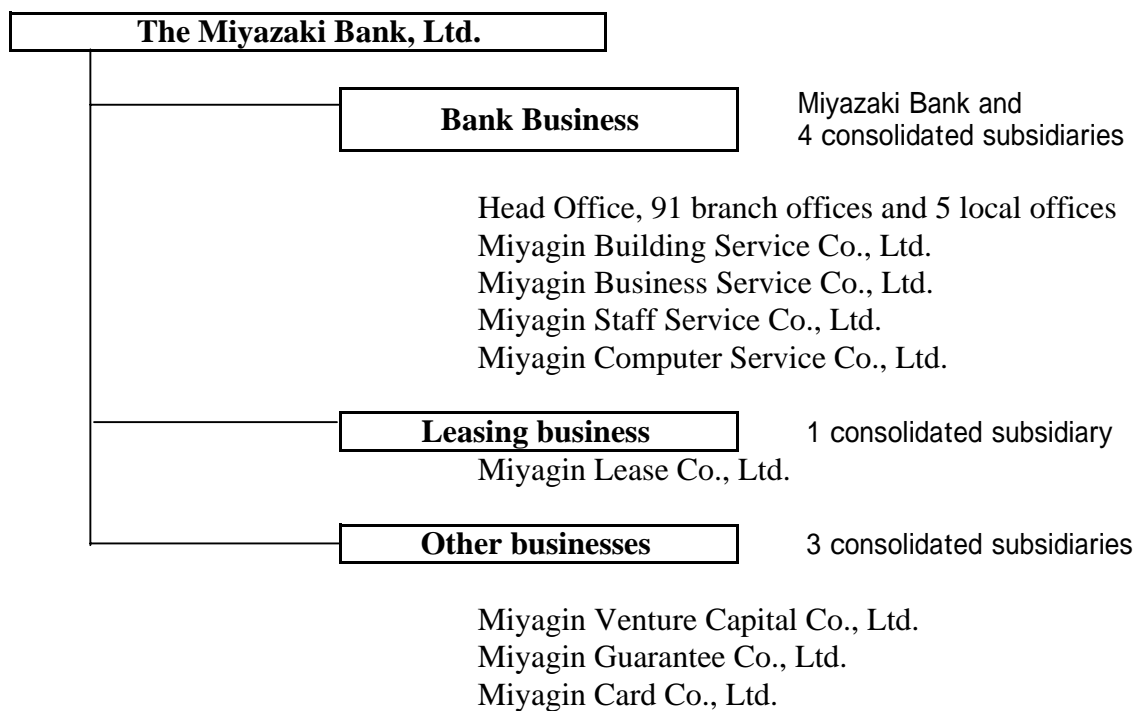 The Miyazaki Bank, Ltd.
Bank Business
Miyazaki Bank and
4 consolidated subsidiaries
Head Office, 91 branch offices and 5 local offices
Miyagin Building Service Co., Ltd.
Miyagin Business Service Co., Ltd.
Miyagin Staff Service Co., Ltd.
Miyagin Computer Service Co., Ltd.
Leasing business
1 consolidated subsidiary
Miyagin Lease Co., Ltd.
Other businesses
3 consolidated subsidiaries
Miyagin Venture Capital Co., Ltd.
Miyagin Guarantee Co., Ltd.
Miyagin Card Co., Ltd.